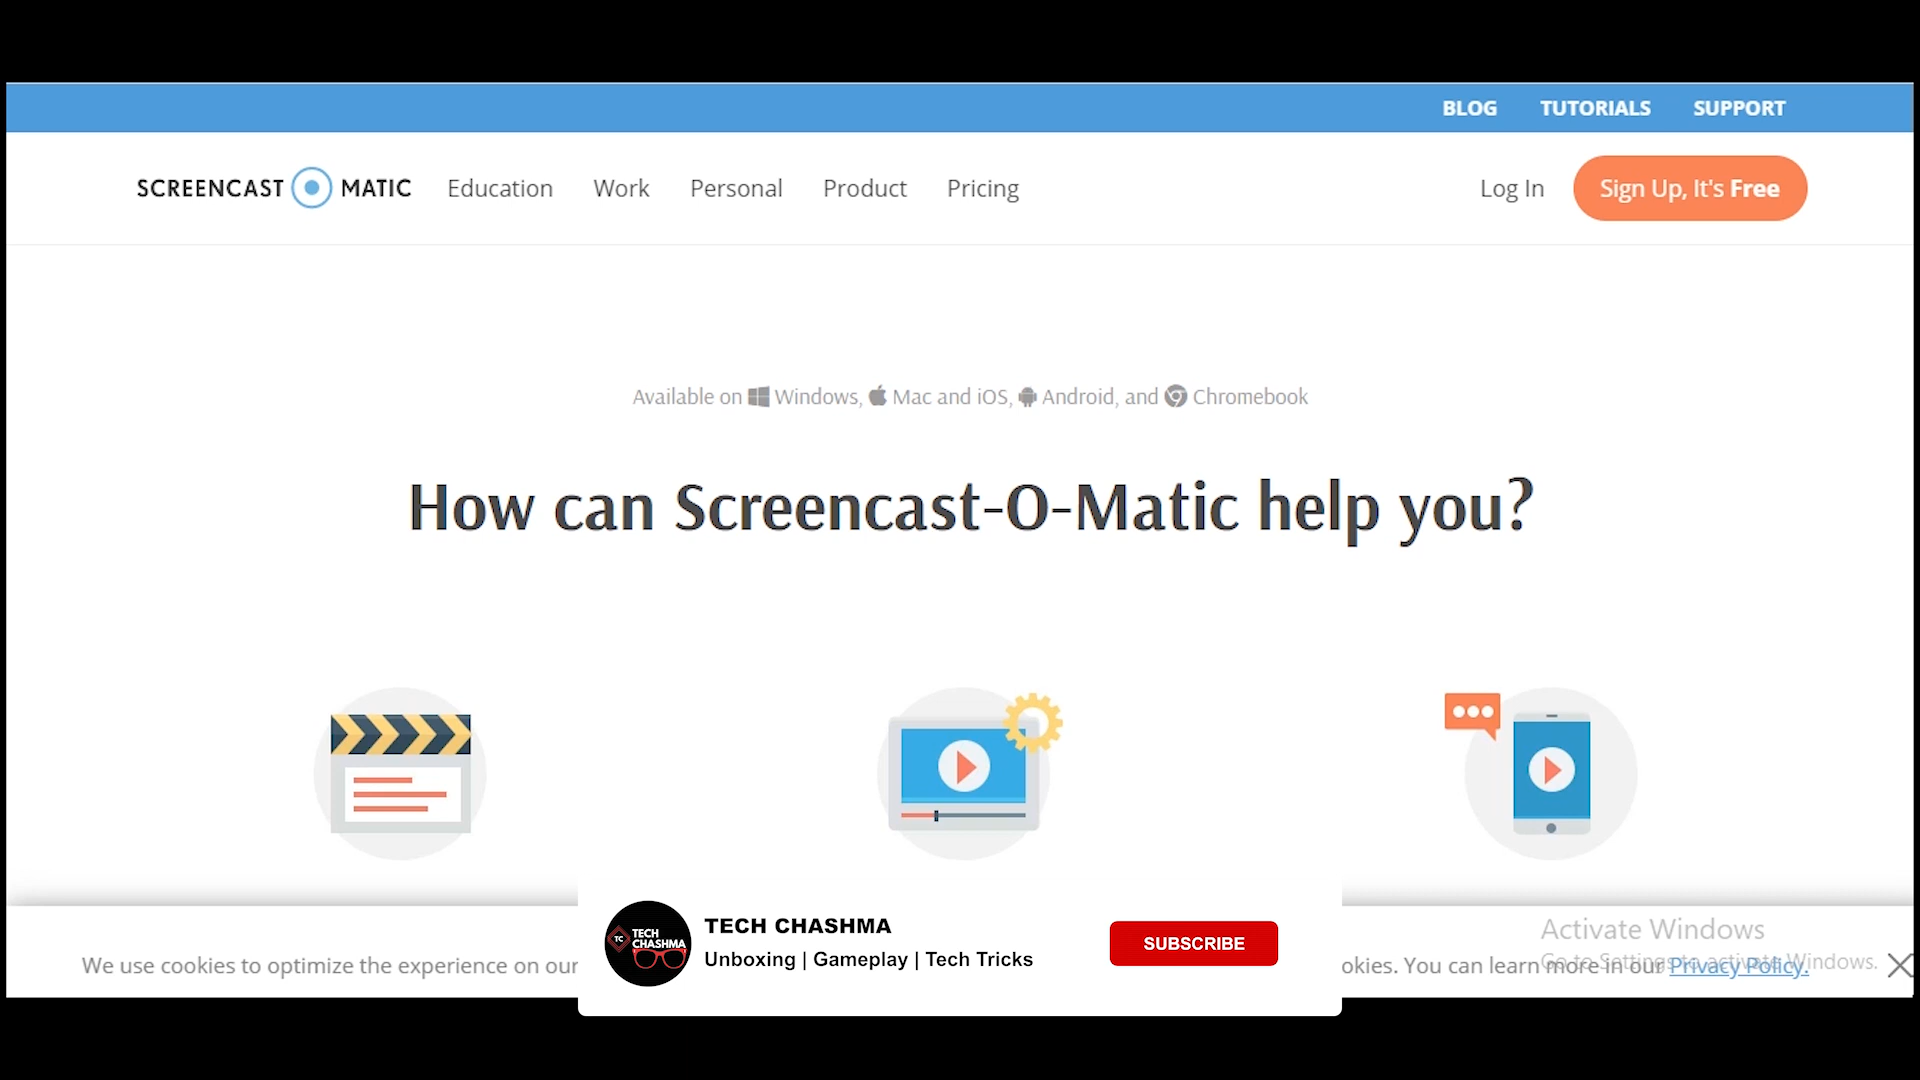 BLOG TUTORIALS SUPPORT
SCREENCAST MATIC Education Work Personal Product Pricing Log In Sign Up, It's Free
Available on Windows, Mac and iOS, Android, and Chromebook
How can Screencast-O-Matic help you?
TECH CHASHMA
Unboxing | Gameplay | Tech Tricks
SUBSCRIBE
TC TECH
CHASHMA
Activate Windows
Go to Settings to activate Windows.
We use cookies to optimize the experience on our
okies. You can learn more in our Privacy Policy.